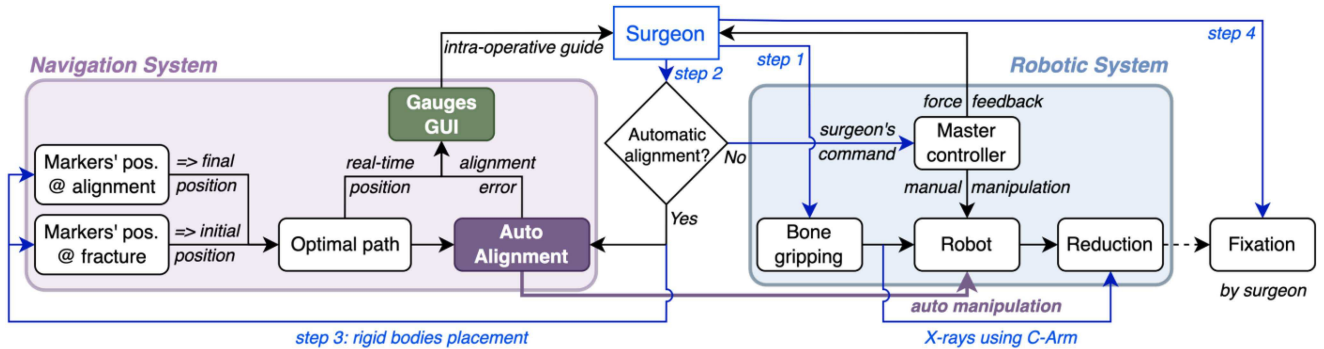 Surgeon
step 4
intra-operative guide
step 1
step 2
Navigation System
Robotic System
Gauges
GUI
force feedback
Automatic
alignment?
No
surgeon's
command
Master
controller
Markers' pos.
@ alignment
=> final
position
real-time
position
alignment
error
manual manipulation
Yes
Markers' pos.
@ fracture
=> initial
position
Optimal path
Auto
Alignment
Bone
gripping
Robot
Reduction
Fixation
by surgeon
auto manipulation
step 3: rigid bodies placement
X-rays using C-Arm